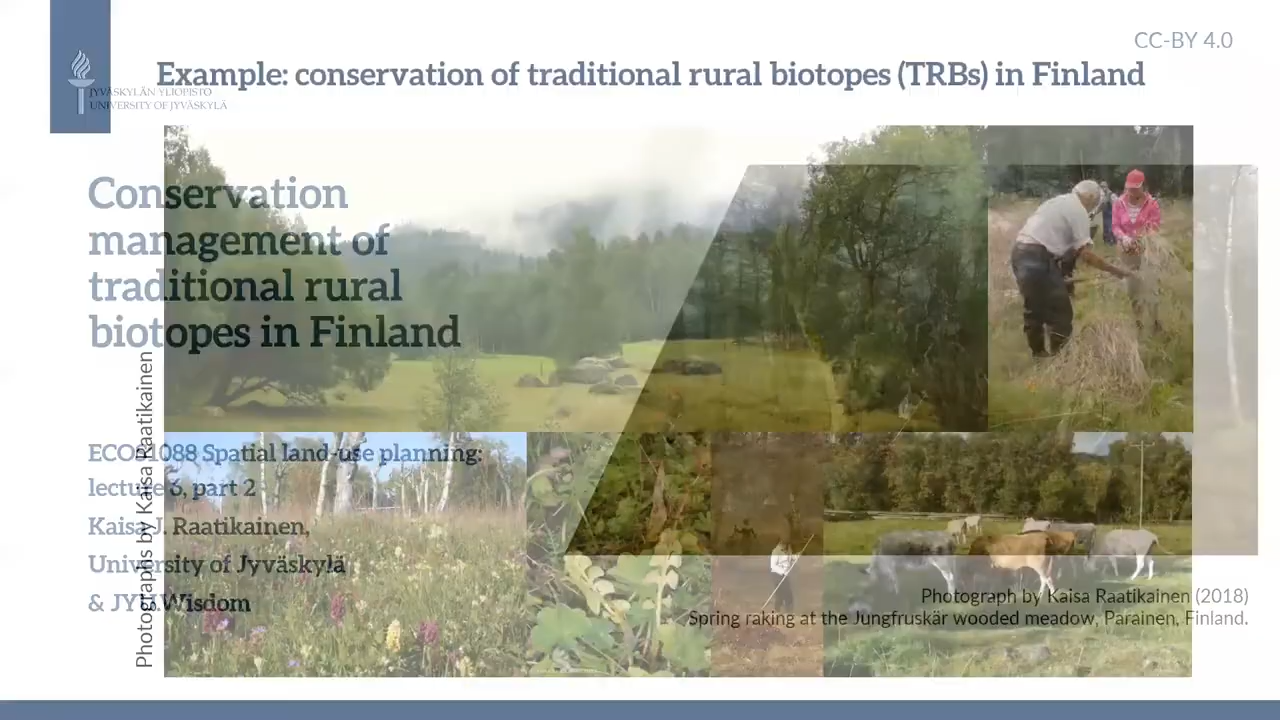 CC-BY 4.0
Example: conservation of traditional rural biotopes (TRBs) in Finland
JYVÄSKYLÄN YLIOPISTO
UNIVERSITY OF JYVÄSKYLÄ
Conservation
management of
traditional rural
biotopes in Finland
ECOS1088 Spatial land-use planning:
lecture 6, part 2
Kaisa J. Raatikainen,
University of Jyväskylä
& JYU.Wisdom
Photographs by Kaisa Raatikainen
Photograph by Kaisa Raatikainen (2018)
Spring raking at the Jungfruskär wooded meadow, Parainen, Finland.